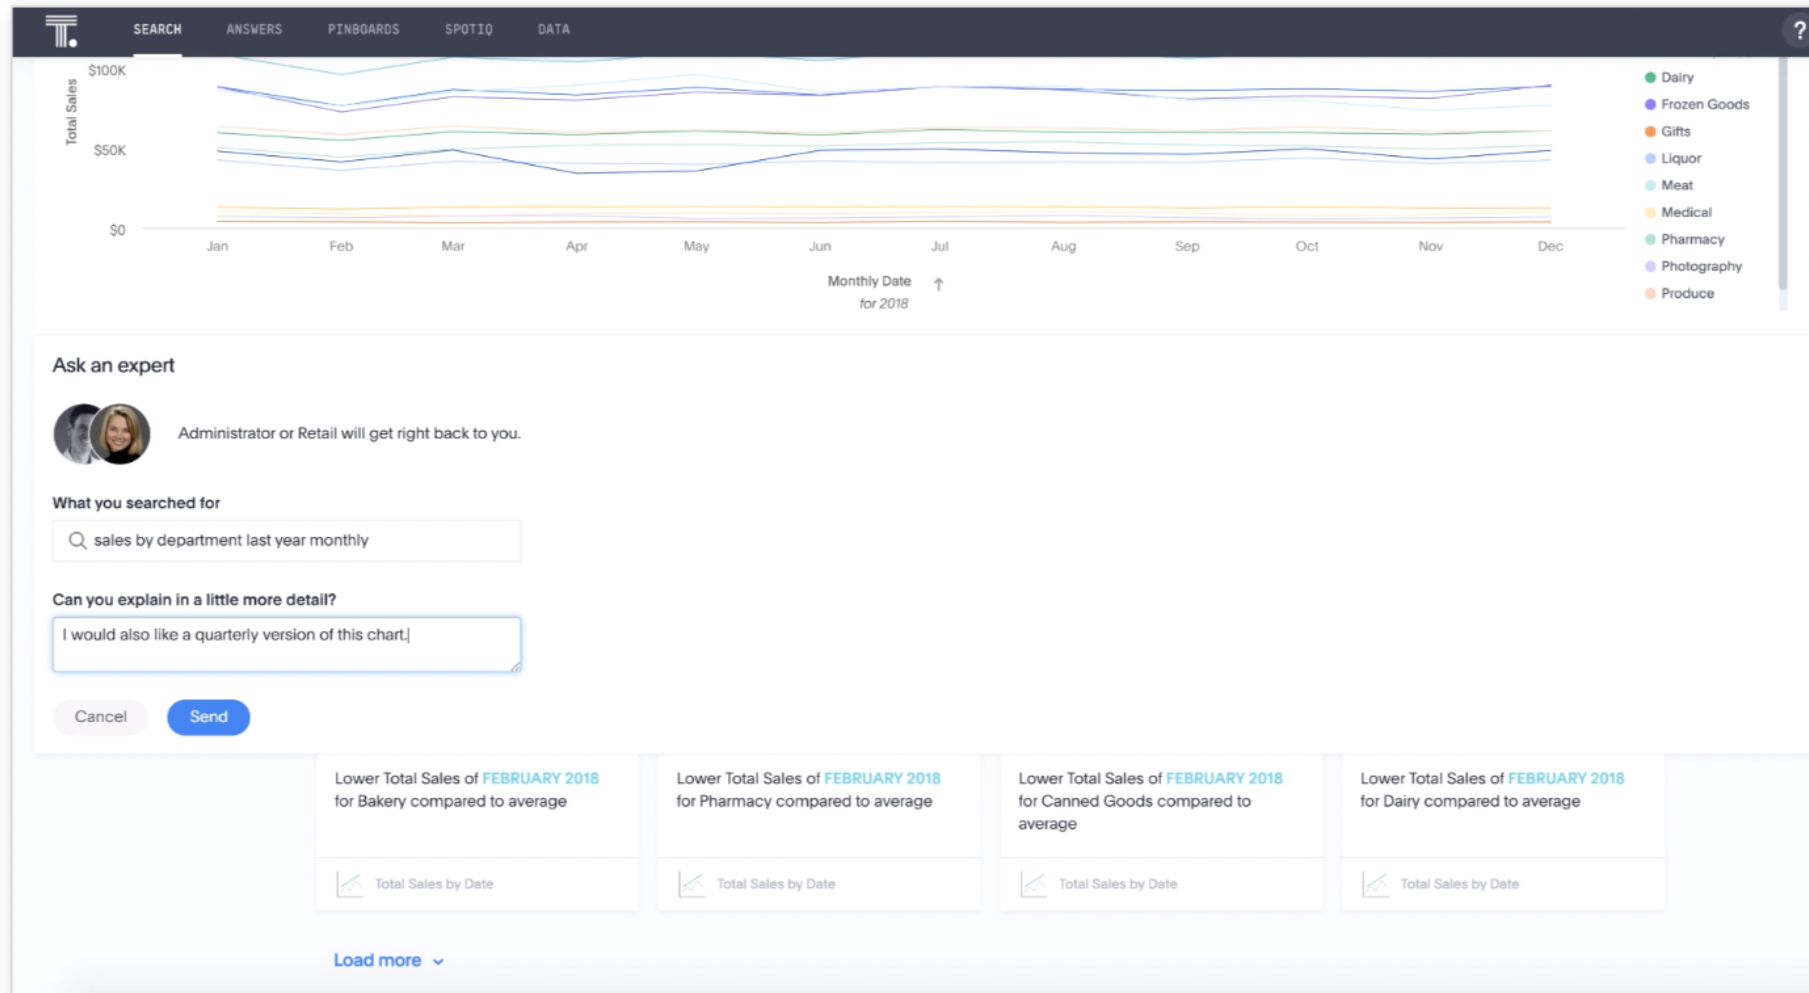 T.
SEARCH
ANSWERS
PINBOARDS
SPOTIQ
DATA
?
Total Sales
$100K
$50K
$0
Jan
Feb
Mar
Apr
May
Jun
Jul
Aug
Sep
Oct
Nov
Dec
Monthly Date
for 2018
Dairy
Frozen Goods
Gifts
Liquor
Meat
Medical
Pharmacy
Photography
Produce
Ask an expert
Administrator or Retail will get right back to you.
What you searched for
sales by department last year monthly
Can you explain in a little more detail?
I would also like a quarterly version of this chart.
Cancel
Send
Lower Total Sales of FEBRUARY 2018
for Bakery compared to average
Total Sales by Date
Lower Total Sales of FEBRUARY 2018
for Pharmacy compared to average
Total Sales by Date
Lower Total Sales of FEBRUARY 2018
for Canned Goods compared to
average
Total Sales by Date
Lower Total Sales of FEBRUARY 2018
for Dairy compared to average
Total Sales by Date
Load more